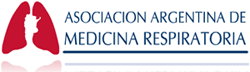 ASOCIACION ARGENTINA DE
MEDICINA RESPIRATORIA